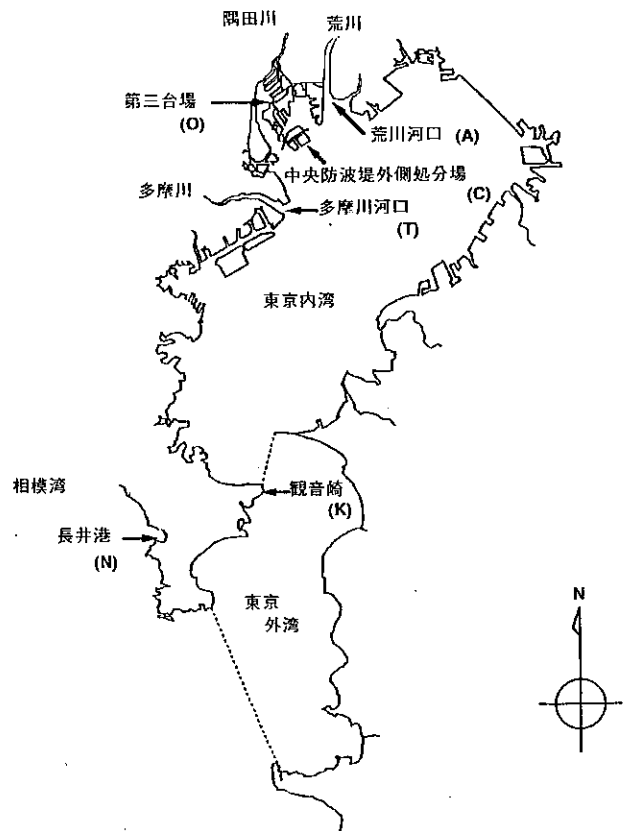 隅田川
荒川
第三台場
(O)
荒川河口 (A)
中央防波堤外側処分場
(C)
多摩川
多摩川河口
(T)
東京内湾
相模湾
観音崎
(K)
長井港
(N)
東京
外湾
N